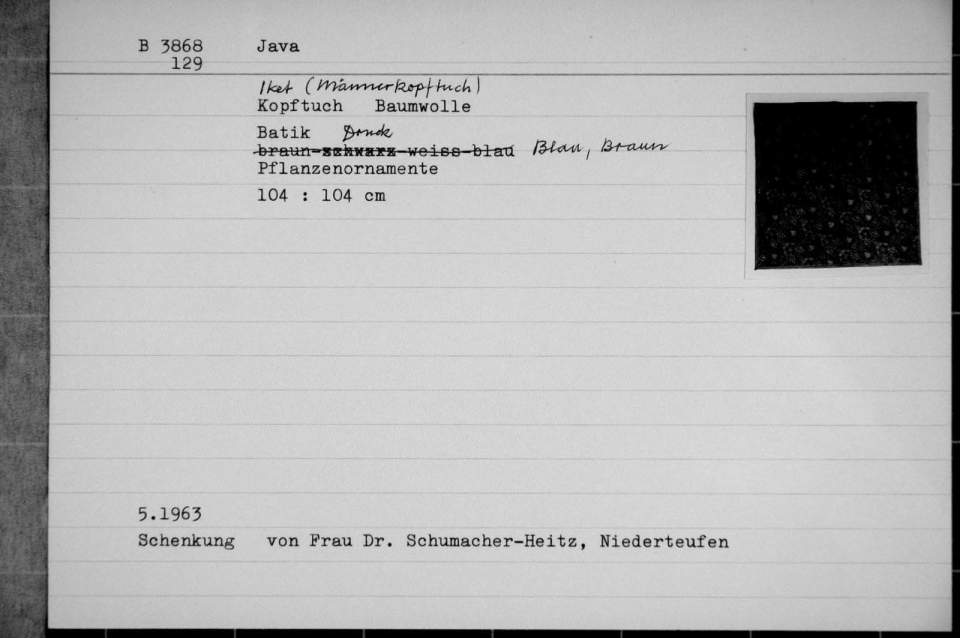 B 3868 Java
129
Iket (Männerkopftuch)
Kopftuch Baumwolle
Batik Druck
braun-schwarz-weiss-blau Blau, Braun
Pflanzenornamente
104 : 104 cm
5.1963
Schenkung von Frau Dr. Schumacher-Heitz, Niederteufen